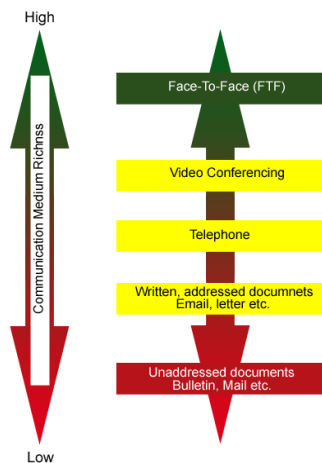 High
Communication Medium Richnss
Face-To-Face (FTF)
Video Conferencing
Telephone
Written, addressed documnets
Email, letter etc.
Unaddressed documents
Bulletin, Mail etc.
Low